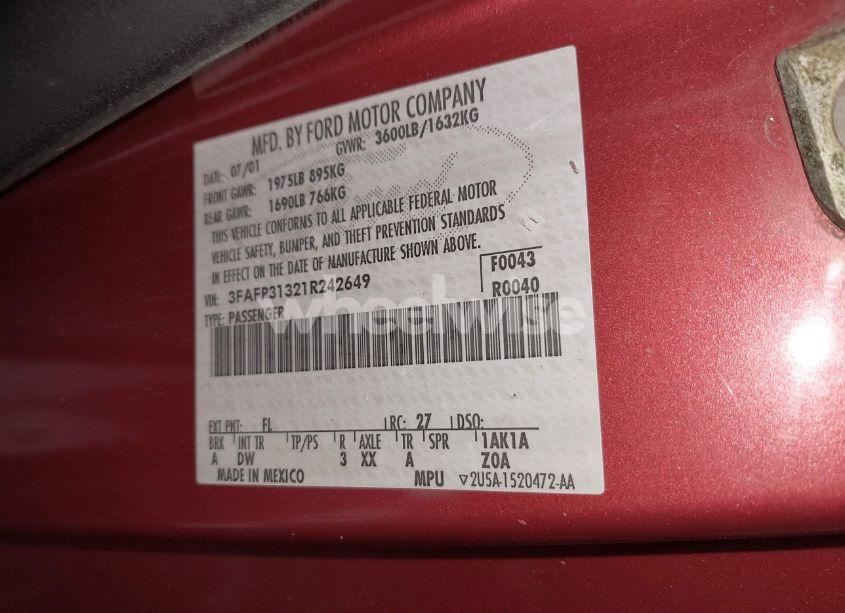 MFD. BY FORD MOTOR COMPANY
DATE: 07/01 GVWR: 3600LB/1632KG
FRONT GAWR: 1975LB 895KG
REAR GAWR: 1690LB 766KG
THIS VEHICLE CONFORMS TO ALL APPLICABLE FEDERAL MOTOR
VEHICLE SAFETY, BUMPER, AND THEFT PREVENTION STANDARDS
IN EFFECT ON THE DATE OF MANUFACTURE SHOWN ABOVE.
VIN: 3FAFP31321R242649 F0043
TYPE: PASSENGER R0040
wheelwise
EXT PNT: FL RC: 27 DSO:
BRK INT TR TP/PS R AXLE TR SPR 1AK1A
A DW 3 XX A Z0A
MADE IN MEXICO MPU ▽2U5A-1520472-AA